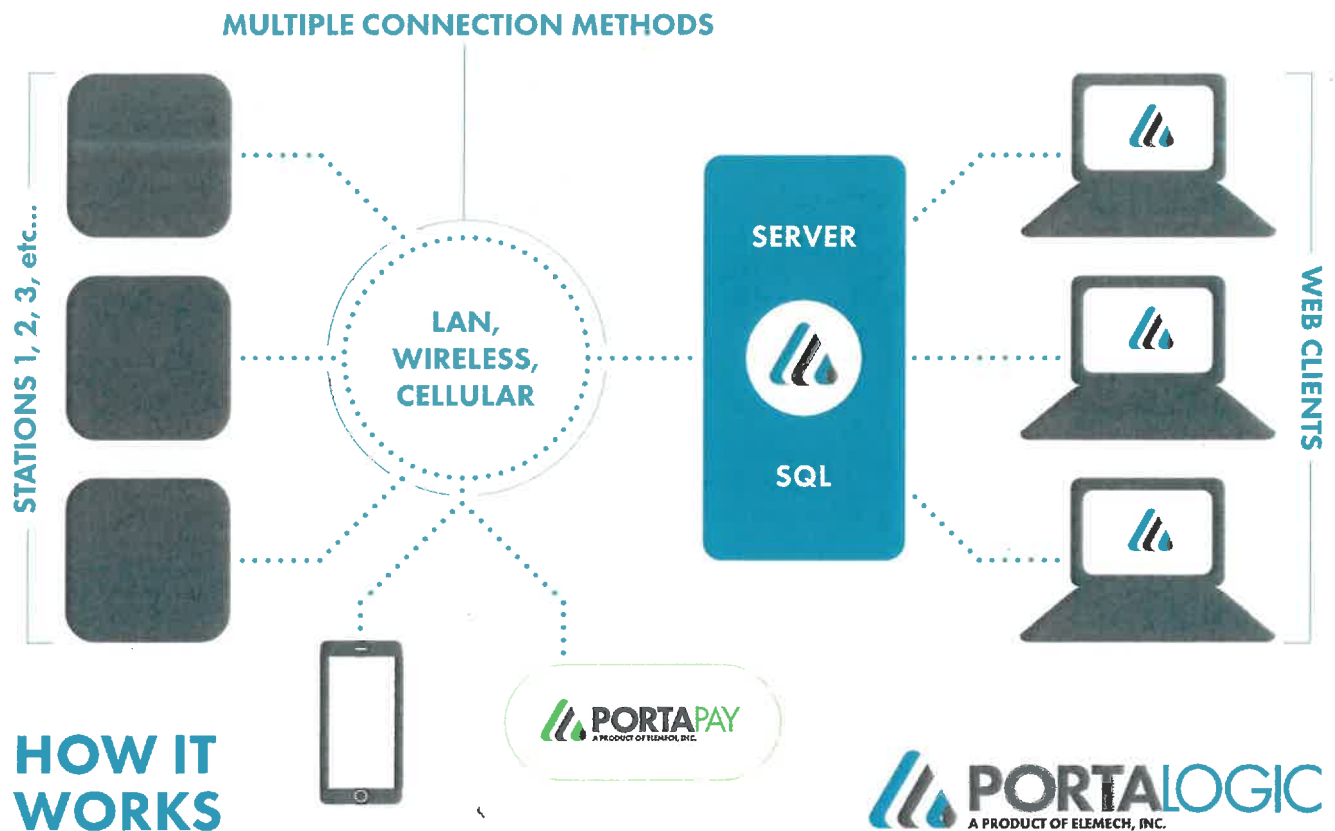 MULTIPLE CONNECTION METHODS
STATIONS 1, 2, 3, etc...
LAN,
WIRELESS,
CELLULAR
SERVER
SQL
WEB CLIENTS
PORTAPAY
A PRODUCT OF ELEMECH, INC.
HOW IT
WORKS
PORTALOGIC
A PRODUCT OF ELEMECH, INC.